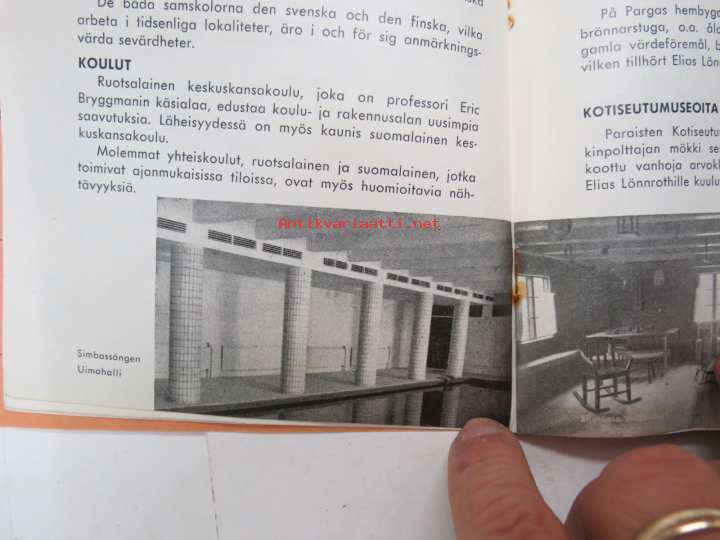 De båda samskolorna den svenska och den finska, vilka
arbeta i tidsenliga lokaliteter, äro i och för sig anmärknings-
värda sevärdheter.
KOULUT
Ruotsalainen keskuskansakoulu, joka on professori Eric
Bryggmanin käsialaa, edustaa koulu- ja rakennusalan uusimpia
saavutuksia. Läheisyydessä on myös kaunis suomalainen kes-
kuskansakoulu.
Molemmat yhteiskoulut, ruotsalainen ja suomalainen, jotka
toimivat ajanmukaisissa tiloissa, ovat myös huomioitavia näh-
tävyyksiä.
Antikvariaatti.net
Simbassängen
Uimahalli
På Pargas hembyg
brännarstuga, o.a.
gamla värdeföremål, b
vilken tillhört Elias Lönn
KOTISEUTUMUSEOITA
Paraisten Kotiseutu
kinpolttajan mökki se
koottu vanhoja arvok
Elias Lönnrothille kuulu